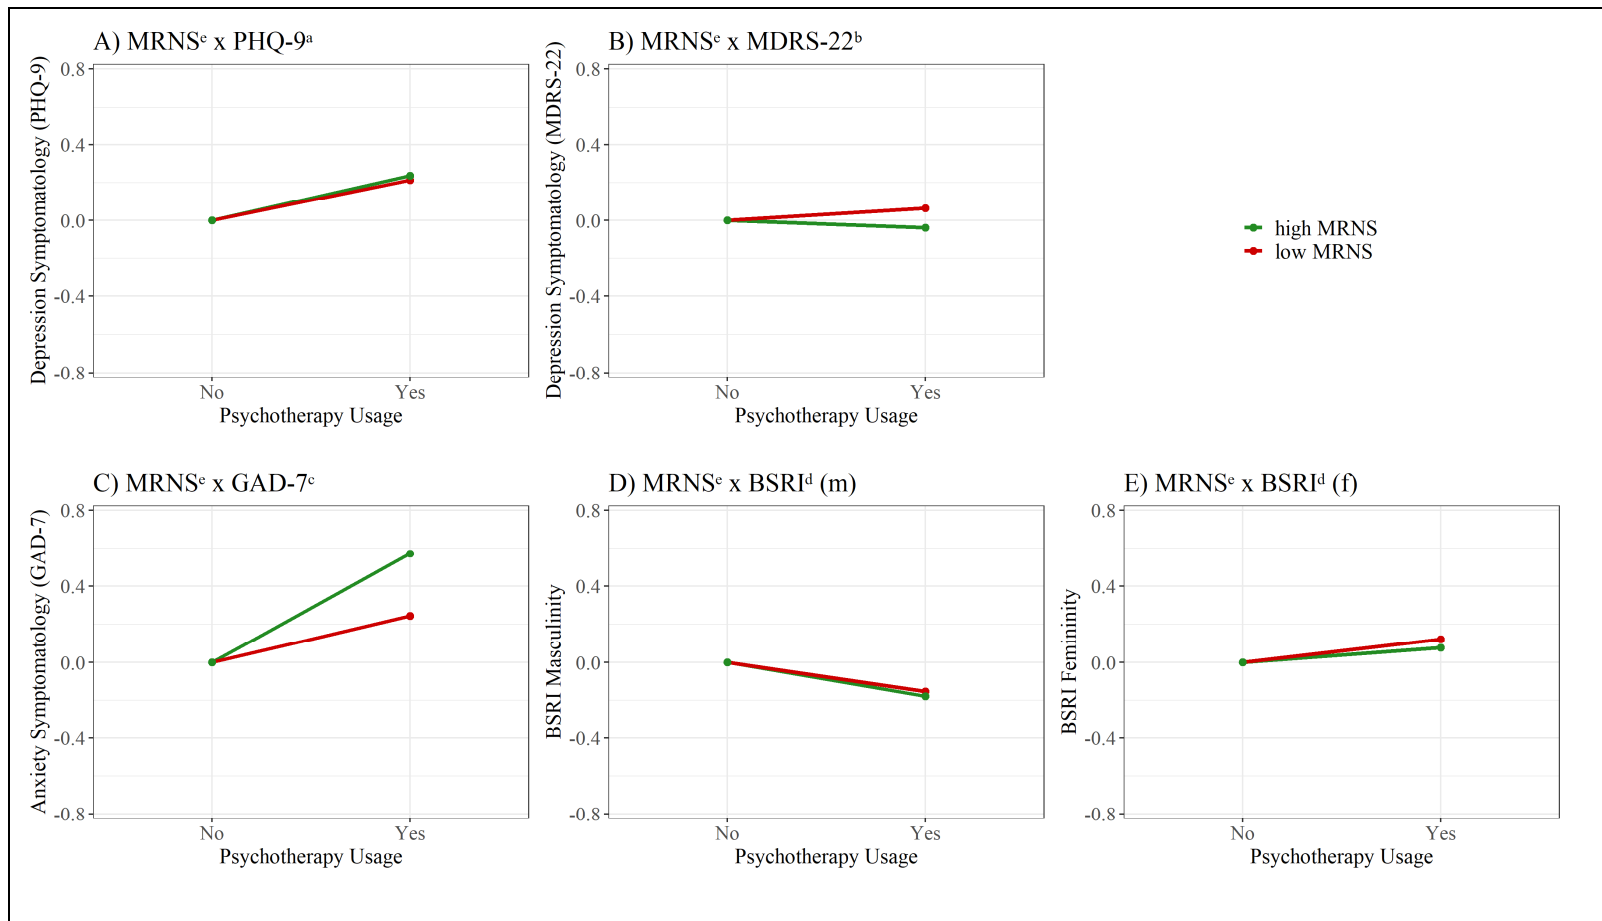 A) MRNSᵉ x PHQ-9ᵃ
Depression Symptomatology (PHQ-9)
0.8
0.4
0.0
-0.4
-0.8
No
Yes
Psychotherapy Usage
B) MRNSᵉ x MDRS-22ᵇ
Depression Symptomatology (MDRS-22)
0.8
0.4
0.0
-0.4
-0.8
No
Yes
Psychotherapy Usage
high MRNS
low MRNS
C) MRNSᵉ x GAD-7ᶜ
Anxiety Symptomatology (GAD-7)
0.8
0.4
0.0
-0.4
-0.8
No
Yes
Psychotherapy Usage
D) MRNSᵉ x BSRIᵈ (m)
BSRI Masculinity
0.8
0.4
0.0
-0.4
-0.8
No
Yes
Psychotherapy Usage
E) MRNSᵉ x BSRIᵈ (f)
BSRI Femininity
0.8
0.4
0.0
-0.4
-0.8
No
Yes
Psychotherapy Usage